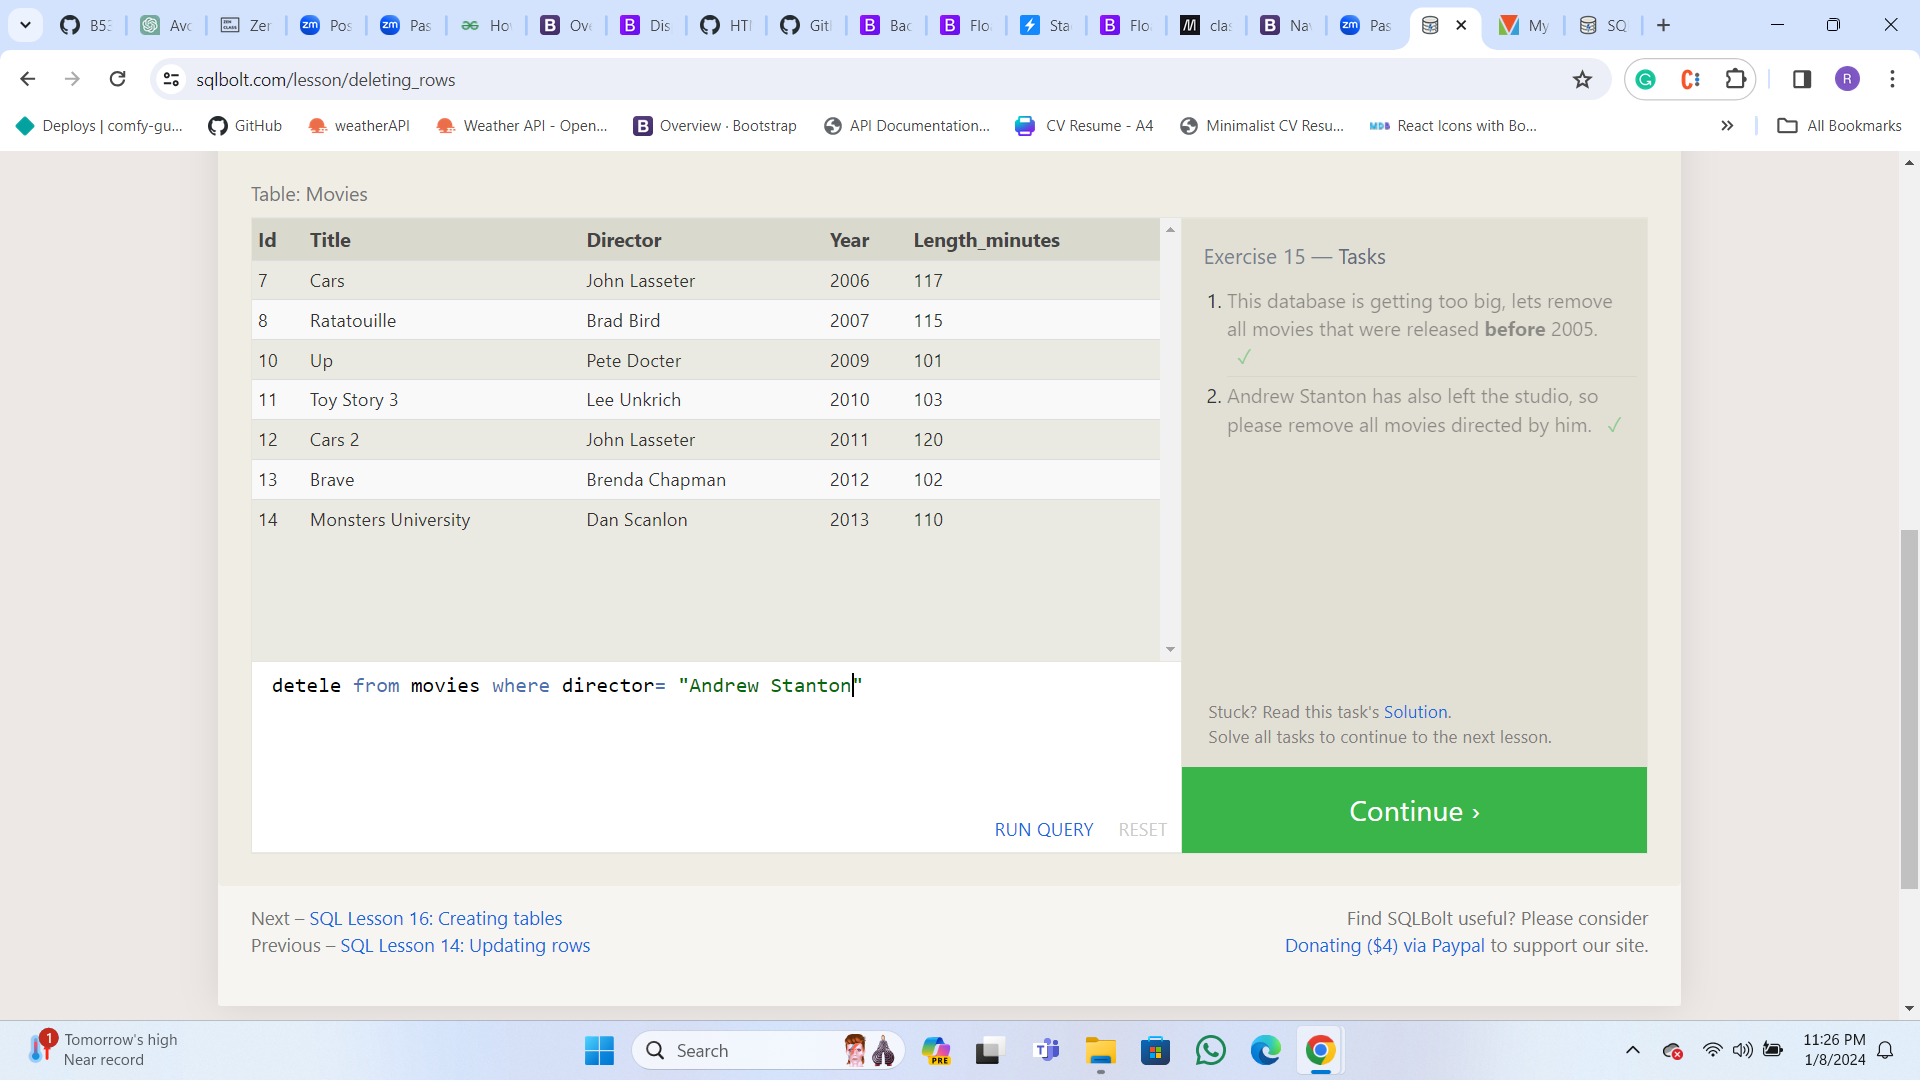 B53
Avo
Zer
Pos
Pas
Ho
Ove
Dis
HT
Gitl
Bac
Flo
Sta
Flo
clas
Na
Pas
My
SQ
sqlbolt.com/lesson/deleting_rows
R
Deploys | comfy-gu...
GitHub
weatherAPI
Weather API - Open...
Overview · Bootstrap
API Documentation...
CV Resume - A4
Minimalist CV Resu...
React Icons with Bo...
All Bookmarks
Table: Movies
Id Title Director Year Length_minutes
7 Cars John Lasseter 2006 117
8 Ratatouille Brad Bird 2007 115
10 Up Pete Docter 2009 101
11 Toy Story 3 Lee Unkrich 2010 103
12 Cars 2 John Lasseter 2011 120
13 Brave Brenda Chapman 2012 102
14 Monsters University Dan Scanlon 2013 110
detele from movies where director= "Andrew Stanton"
RUN QUERY RESET
Exercise 15 — Tasks
1. This database is getting too big, lets remove
all movies that were released before 2005.
✓
2. Andrew Stanton has also left the studio, so
please remove all movies directed by him. ✓
Stuck? Read this task's Solution.
Solve all tasks to continue to the next lesson.
Continue ›
Next – SQL Lesson 16: Creating tables
Previous – SQL Lesson 14: Updating rows
Find SQLBolt useful? Please consider
Donating ($4) via Paypal to support our site.
1
Tomorrow's high
Near record
Search
PRE
11:26 PM
1/8/2024